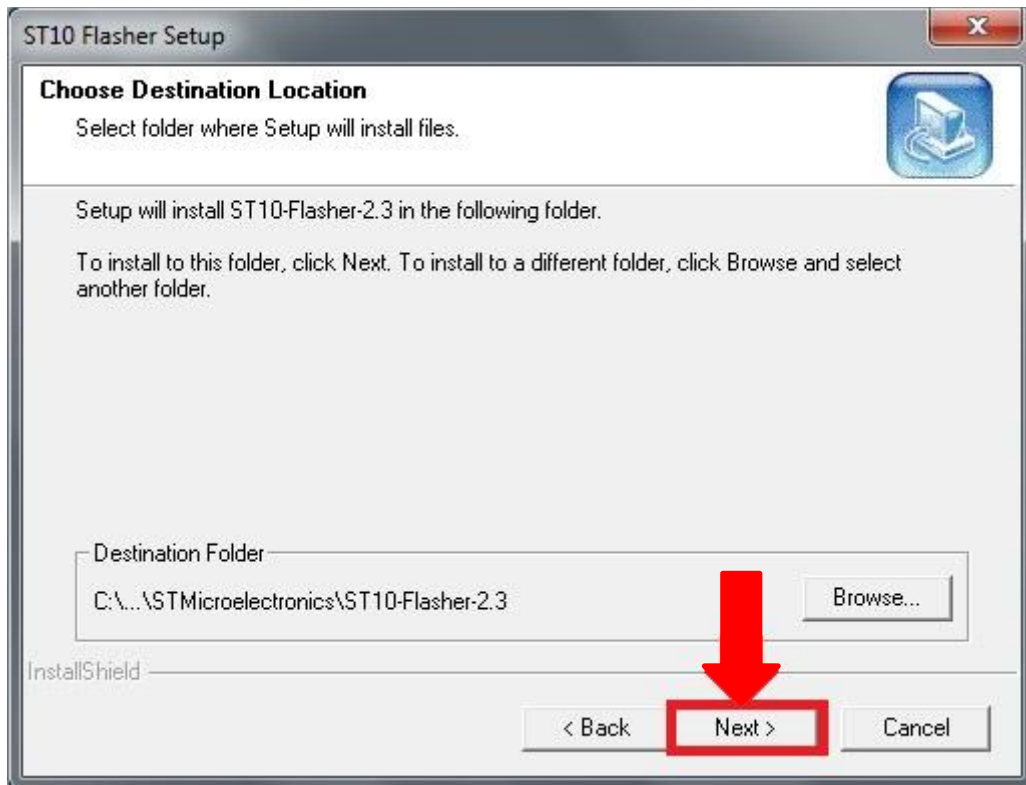 ST10 Flasher Setup
Choose Destination Location
Select folder where Setup will install files.
Setup will install ST10-Flasher-2.3 in the following folder.
To install to this folder, click Next. To install to a different folder, click Browse and select
another folder.
Destination Folder
C:\...\STMicroelectronics\ST10-Flasher-2.3
Browse...
InstallShield
< Back
Next >
Cancel